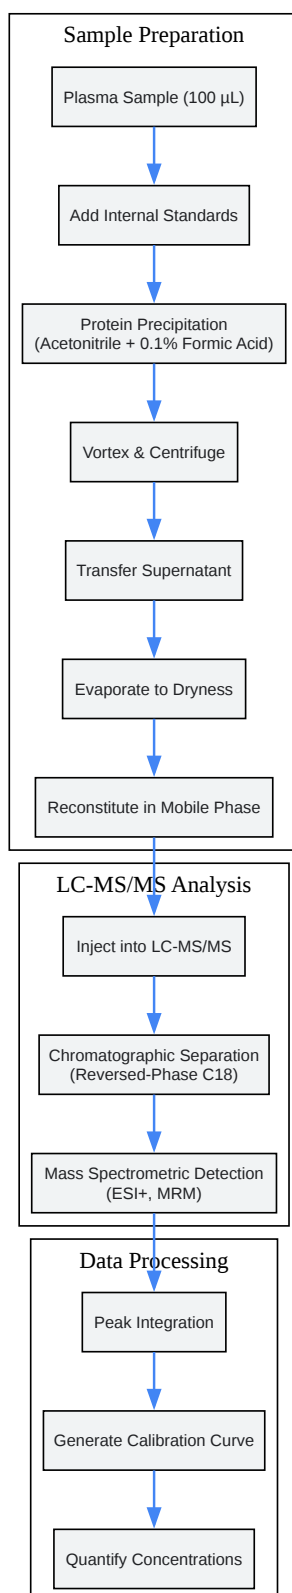 Sample Preparation
Plasma Sample (100 µL)
Add Internal Standards
Protein Precipitation
(Acetonitrile + 0.1% Formic Acid)
Vortex & Centrifuge
Transfer Supernatant
Evaporate to Dryness
Reconstitute in Mobile Phase
LC-MS/MS Analysis
Inject into LC-MS/MS
Chromatographic Separation
(Reversed-Phase C18)
Mass Spectrometric Detection
(ESI+, MRM)
Data Processing
Peak Integration
Generate Calibration Curve
Quantify Concentrations